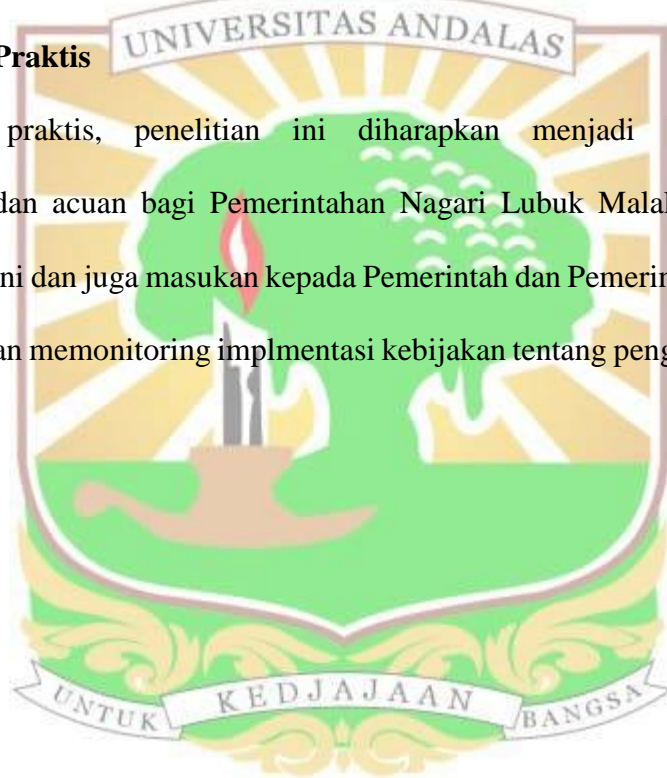 UNIVERSITAS ANDALAS
Praktis
praktis, penelitian ini diharapkan menjadi
dan acuan bagi Pemerintahan Nagari Lubuk Malal
ni dan juga masukan kepada Pemerintah dan Pemerin
an memonitoring implmentasi kebijakan tentang peng
UNTUK KEDJAJAAN BANGSA